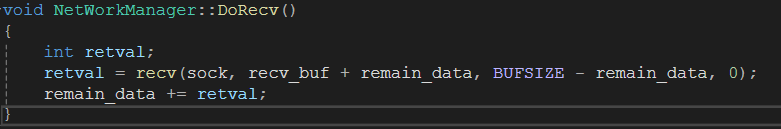 void NetWorkManager::DoRecv()
{
int retval;
retval = recv(sock, recv_buf + remain_data, BUFSIZE - remain_data, 0);
remain_data += retval;
}